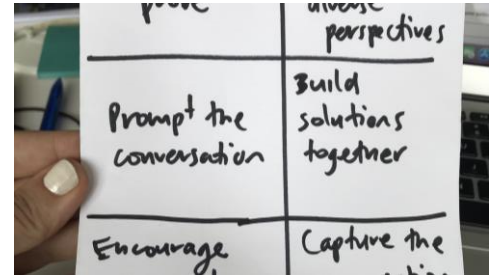 perspectives
Prompt the
conversation
Build
solutions
together
Encourage
Capture the